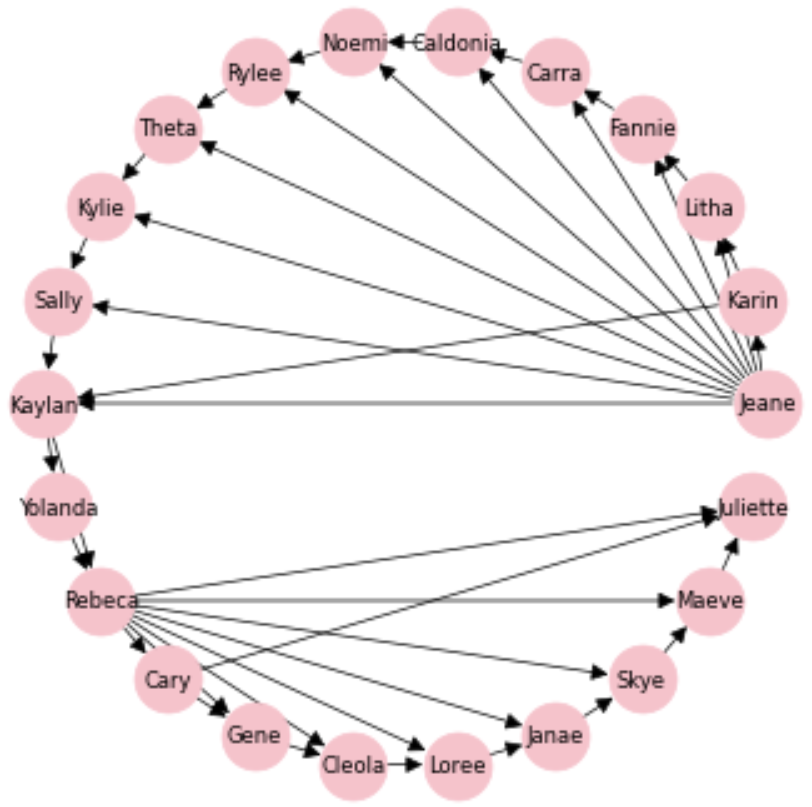 Noemi
Caldonia
Rylee
Carra
Theta
Fannie
Kylie
Litha
Sally
Karin
Kaylan
Jeane
Yolanda
Juliette
Rebeca
Maeve
Cary
Skye
Gene
Janae
Cleola
Loree